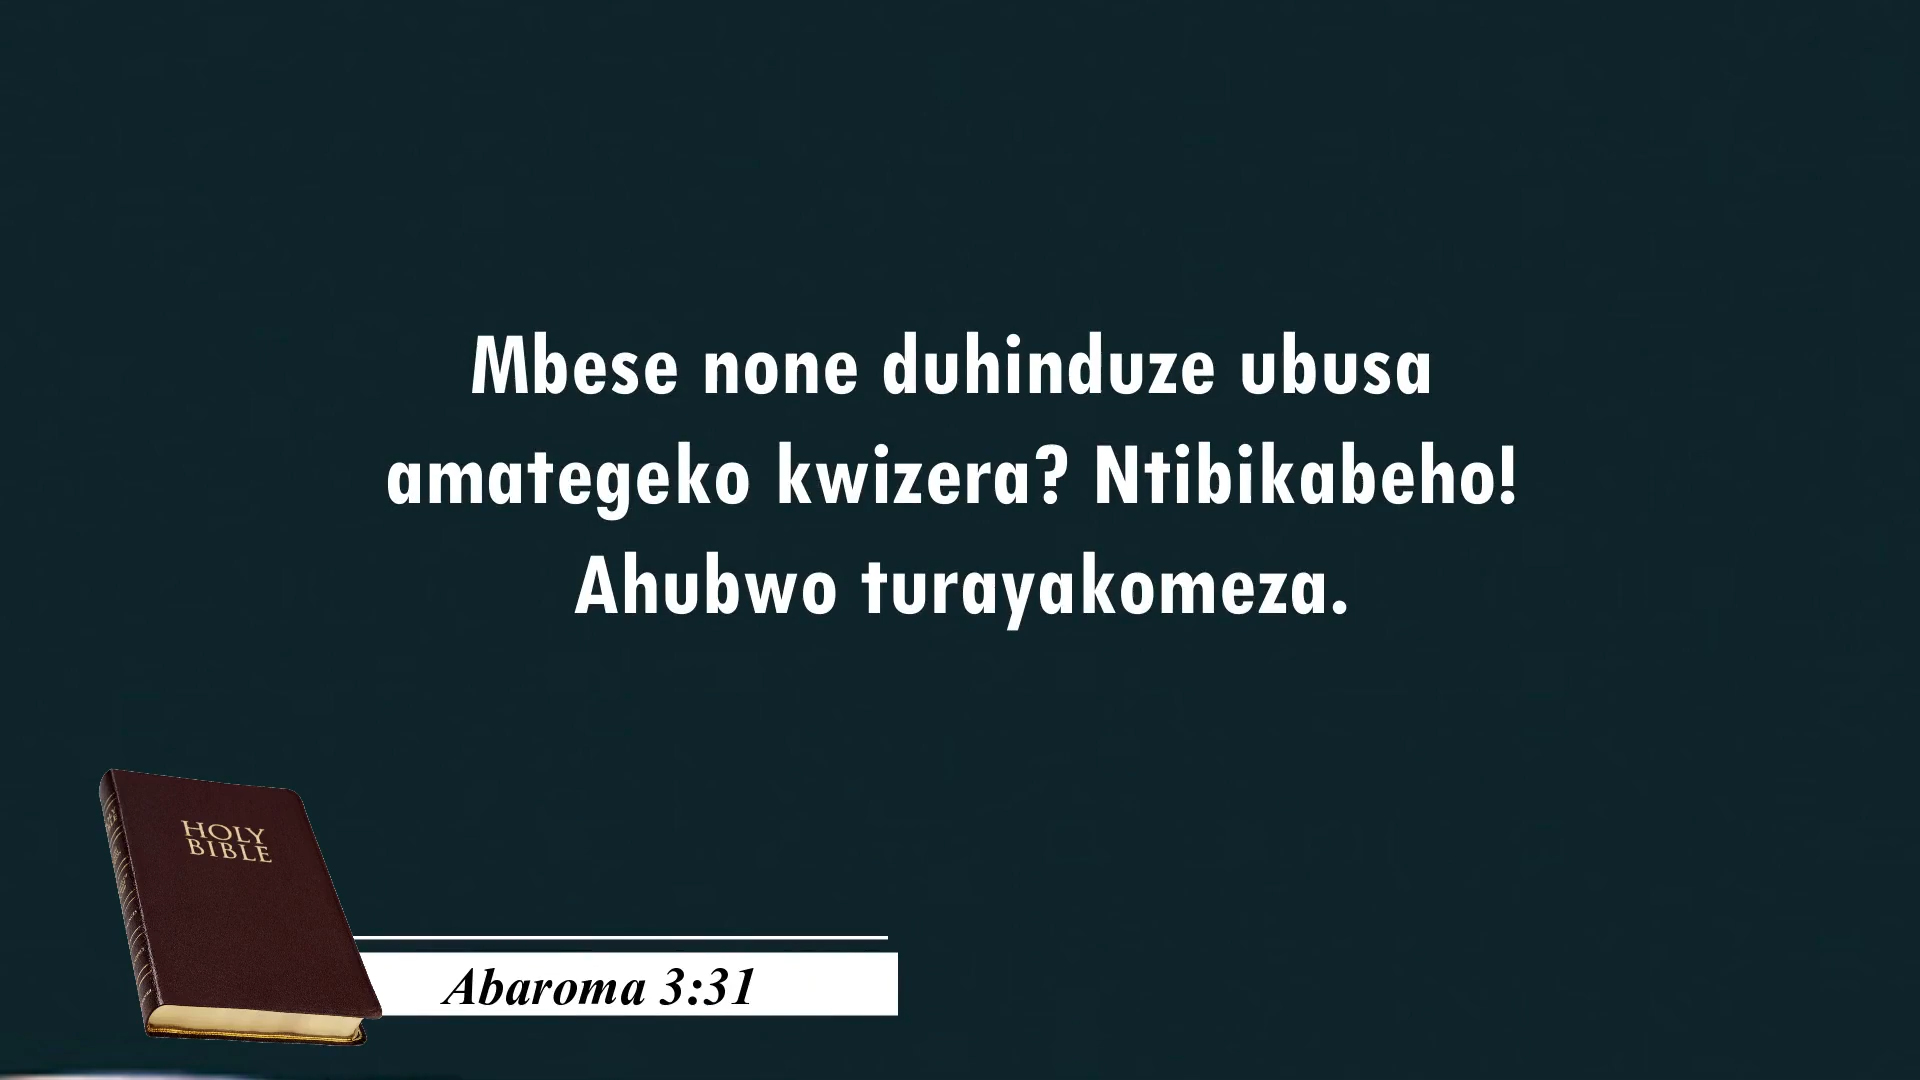 Mbese none duhinduze ubusa
amategeko kwizera? Ntibikabeho!
Ahubwo turayakomeza.
HOLY
BIBLE
Abaroma 3:31